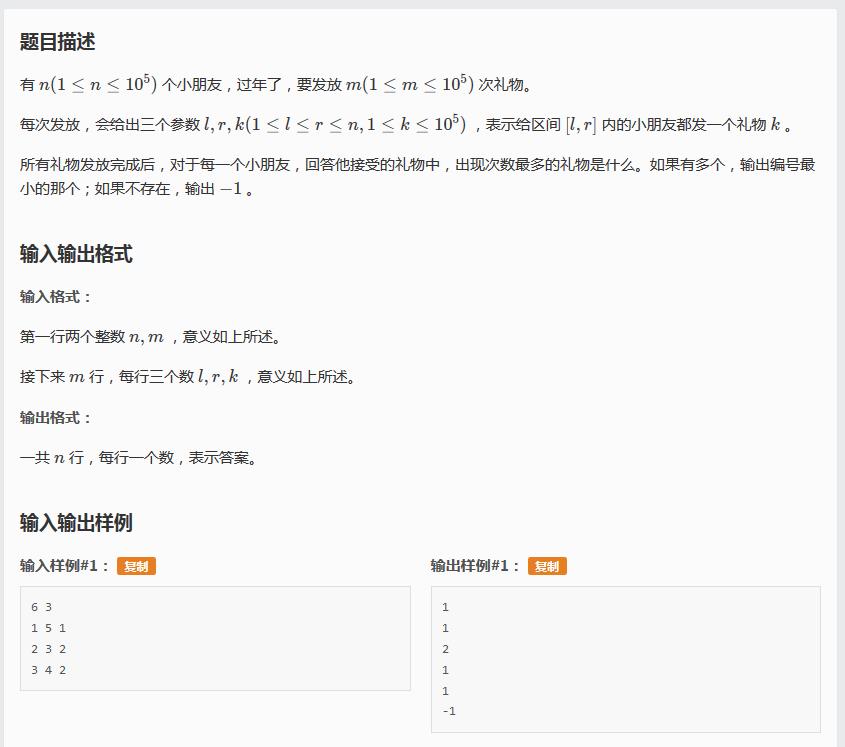 题目描述
有 n(1 ≤ n ≤ 10^5) 个小朋友，过年了，要发放 m(1 ≤ m ≤ 10^5) 次礼物。
每次发放，会给出三个参数 l, r, k(1 ≤ l ≤ r ≤ n, 1 ≤ k ≤ 10^5) ，表示给区间 [l, r] 内的小朋友都发一个礼物 k 。
所有礼物发放完成后，对于每一个小朋友，回答他接受的礼物中，出现次数最多的礼物是什么。如果有多个，输出编号最
小的那个；如果不存在，输出 −1 。
输入输出格式
输入格式：
第一行两个整数 n, m ，意义如上所述。
接下来 m 行，每行三个数 l, r, k ，意义如上所述。
输出格式：
一共 n 行，每行一个数，表示答案。
输入输出样例
输入样例#1： 复制
6 3
1 5 1
2 3 2
3 4 2
输出样例#1： 复制
1
1
2
1
1
-1